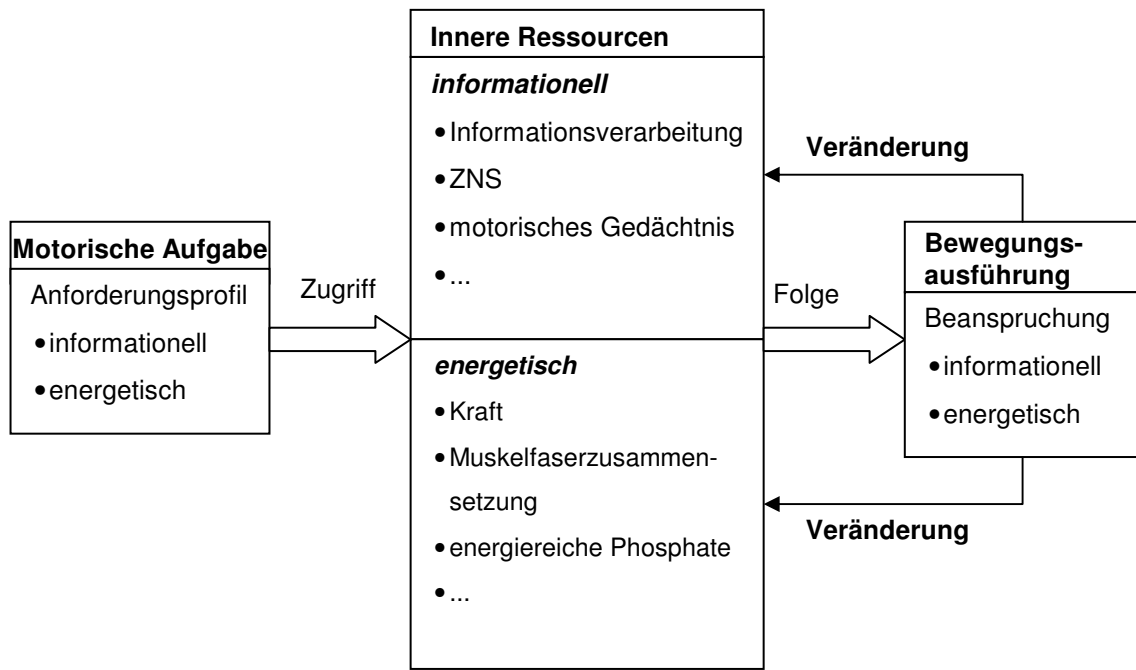 Motorische Aufgabe
Anforderungsprofil
•informationell
•energetisch
Zugriff
Innere Ressourcen
informationell
•Informationsverarbeitung
•ZNS
•motorisches Gedächtnis
•...
energetisch
•Kraft
•Muskelfaserzusammen-
setzung
•energiereiche Phosphate
•...
Folge
Veränderung
Bewegungs-
ausführung
Beanspruchung
•informationell
•energetisch
Veränderung